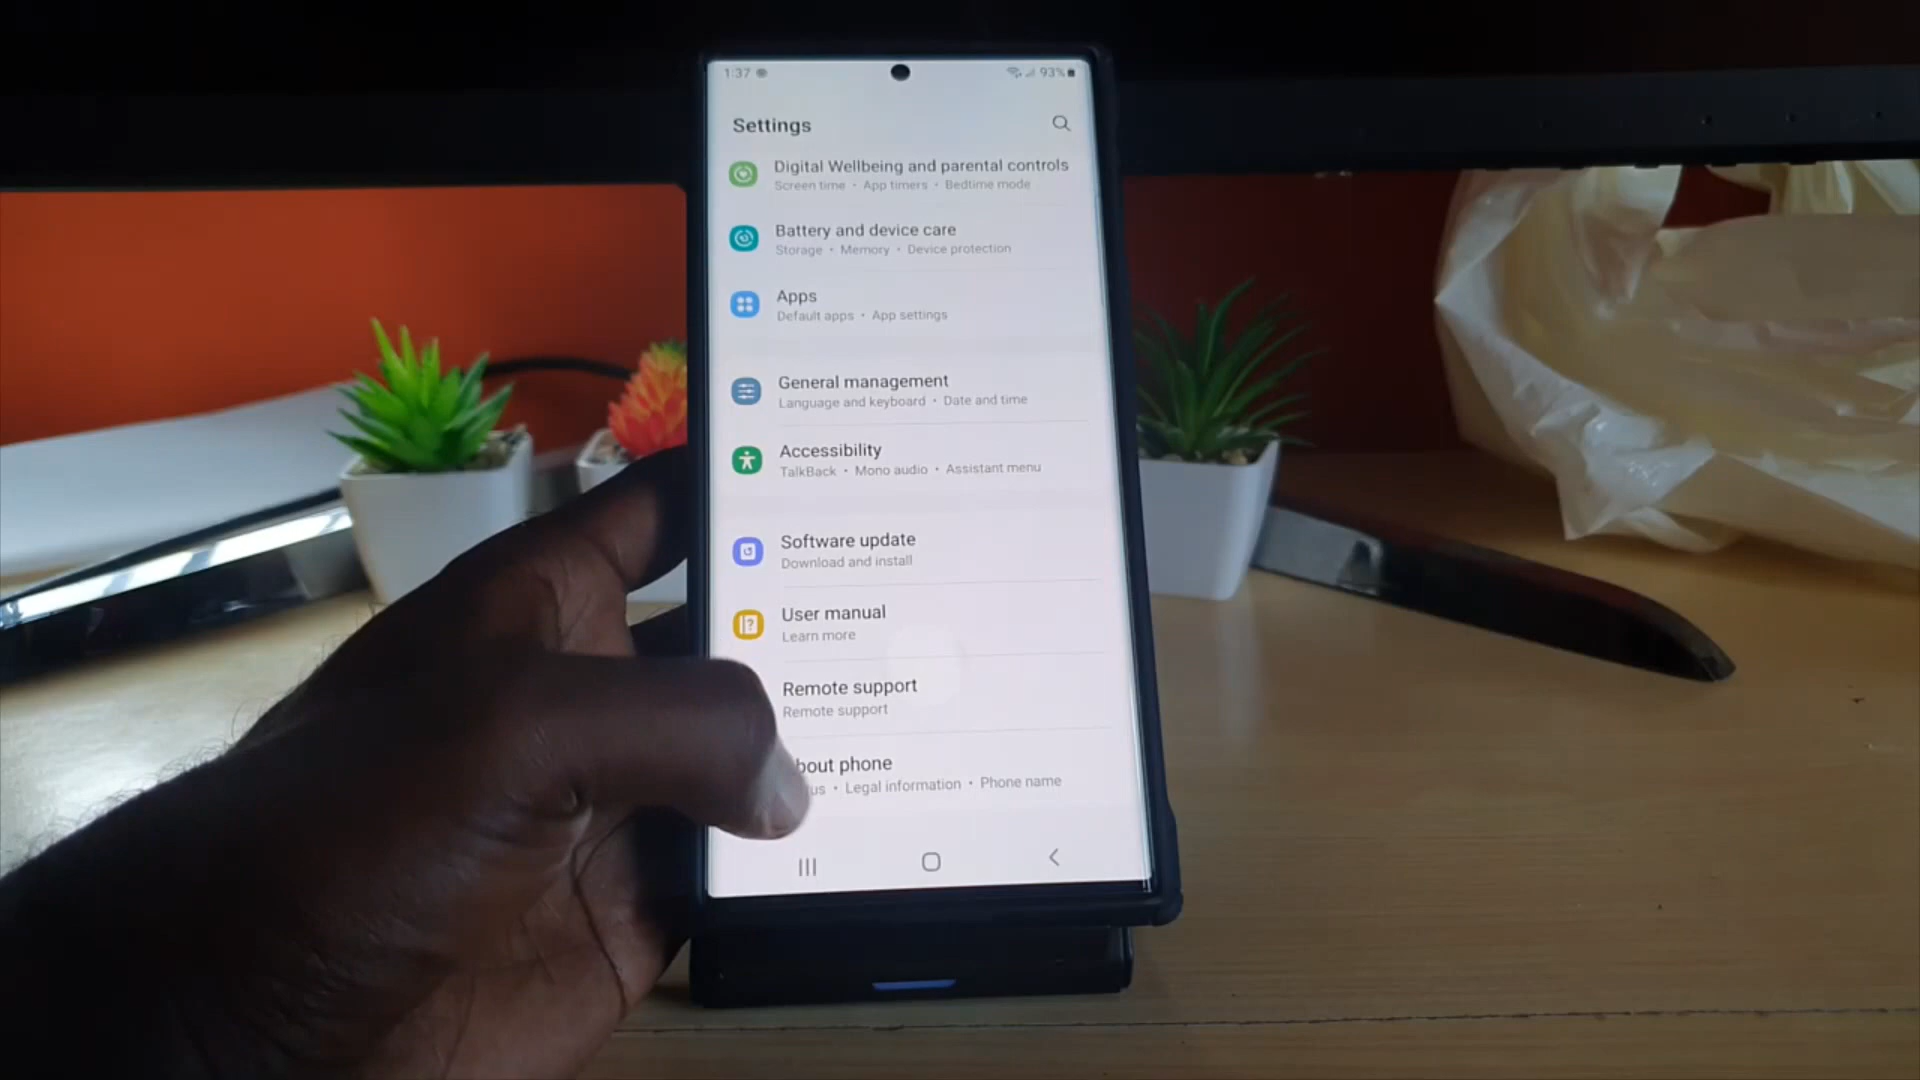 1:37 93%
Settings
Digital Wellbeing and parental controls
Screen time • App timers • Bedtime mode
Battery and device care
Storage • Memory • Device protection
Apps
Default apps • App settings
General management
Language and keyboard • Date and time
Accessibility
TalkBack • Mono audio • Assistant menu
Software update
Download and install
User manual
Learn more
Remote support
Remote support
bout phone
us • Legal information • Phone name